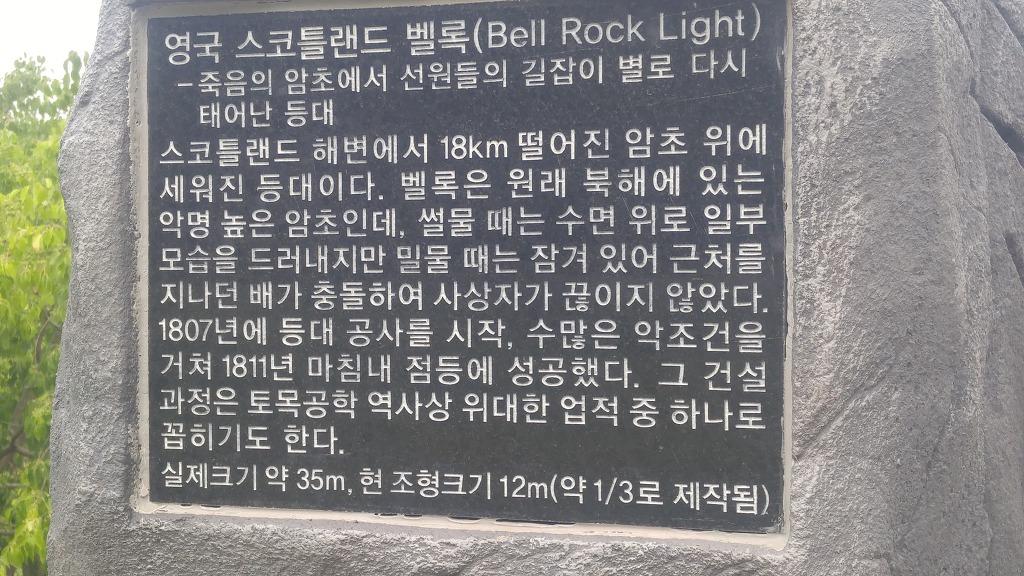 영국 스코틀랜드 벨록(Bell Rock Light)
-죽음의 암초에서 선원들의 길잡이 별로 다시
태어난 등대
스코틀랜드 해변에서 18km 떨어진 암초 위에
세워진 등대이다. 벨록은 원래 북해에 있는
악명 높은 암초인데, 썰물 때는 수면 위로 일부
모습을 드러내지만 밀물 때는 잠겨 있어 근처를
지나던 배가 충돌하여 사상자가 끊이지 않았다.
1807년에 등대 공사를 시작, 수많은 악조건을
거쳐 1811년 마침내 점등에 성공했다. 그 건설
과정은 토목공학 역사상 위대한 업적 중 하나로
꼽히기도 한다.
실제크기 약 35m, 현 조형크기 12m(약 1/3로 제작됨)